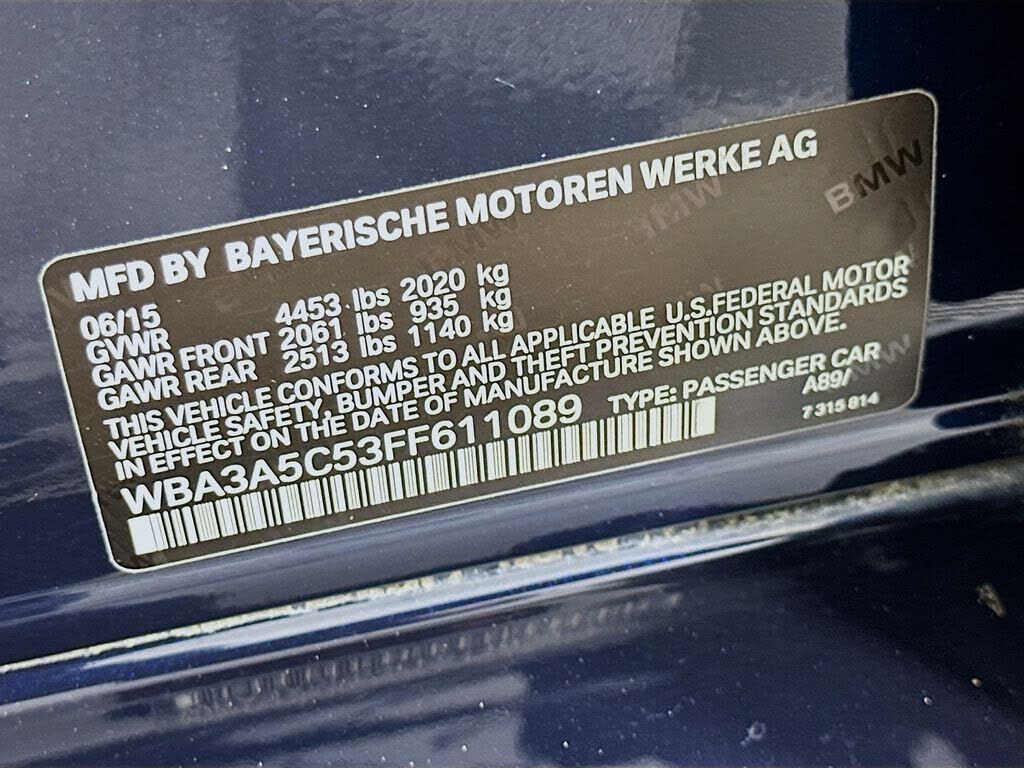 MFD BY BAYERISCHE MOTOREN WERKE AG
06/15
GVWR 4453 lbs 2020 kg
GAWR FRONT 2061 lbs 935 kg
GAWR REAR 2513 lbs 1140 kg
THIS VEHICLE CONFORMS TO ALL APPLICABLE U.S.FEDERAL MOTOR
VEHICLE SAFETY, BUMPER AND THEFT PREVENTION STANDARDS
IN EFFECT ON THE DATE OF MANUFACTURE SHOWN ABOVE.
WBA3A5C53FF611089 TYPE: PASSENGER CAR
A89/
7 315 814
BMW
BMW
BMW
BMW